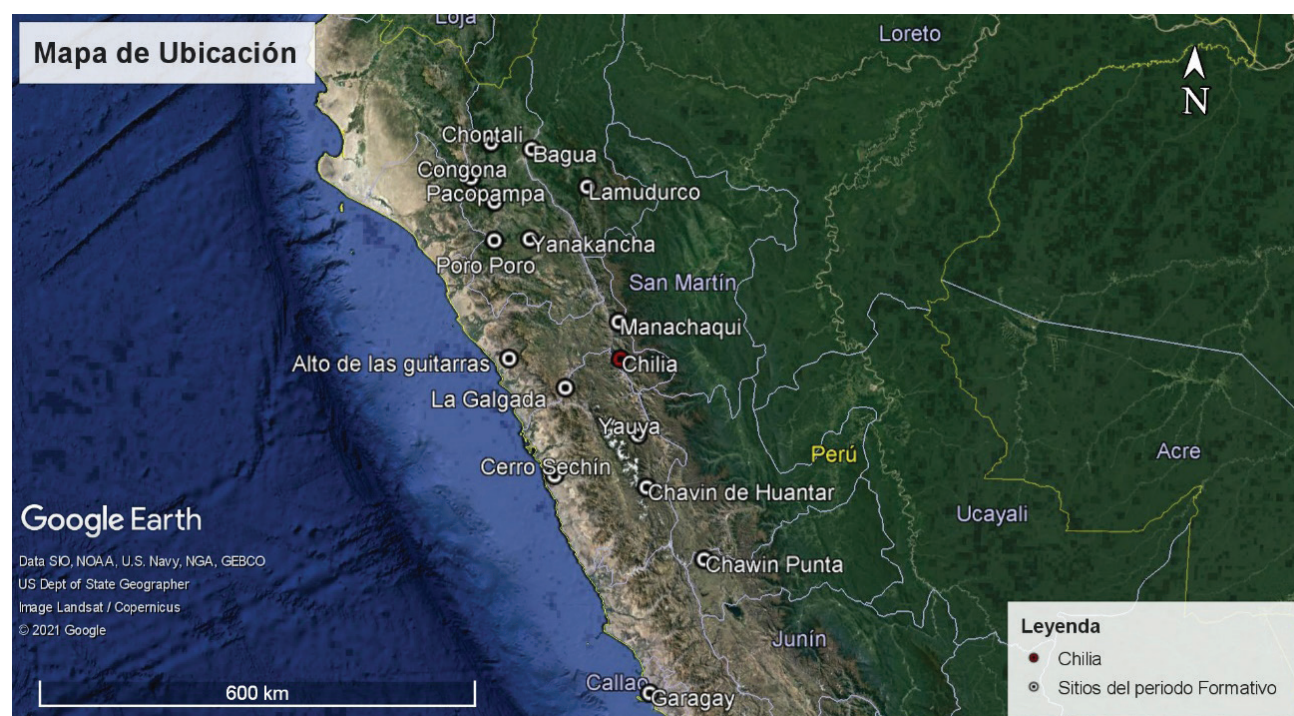 Mapa de Ubicación
Loja
Loreto
N
Chontali
Bagua
Congona
Pacopampa
Lamudurco
Yanakancha
Poro Poro
San Martín
Manachaqui
Alto de las guitarras
Chilia
La Galgada
Yauya
Perú
Acre
Cerro Sechín
Chavin de Huantar
Ucayali
Google Earth
Chawin Punta
Data SIO, NOAA, U.S. Navy, NGA, GEBCO
US Dept of State Geographer
Image Landsat / Copernicus
© 2021 Google
Junín
Leyenda
Chilia
Sitios del periodo Formativo
Callao
Garagay
600 km